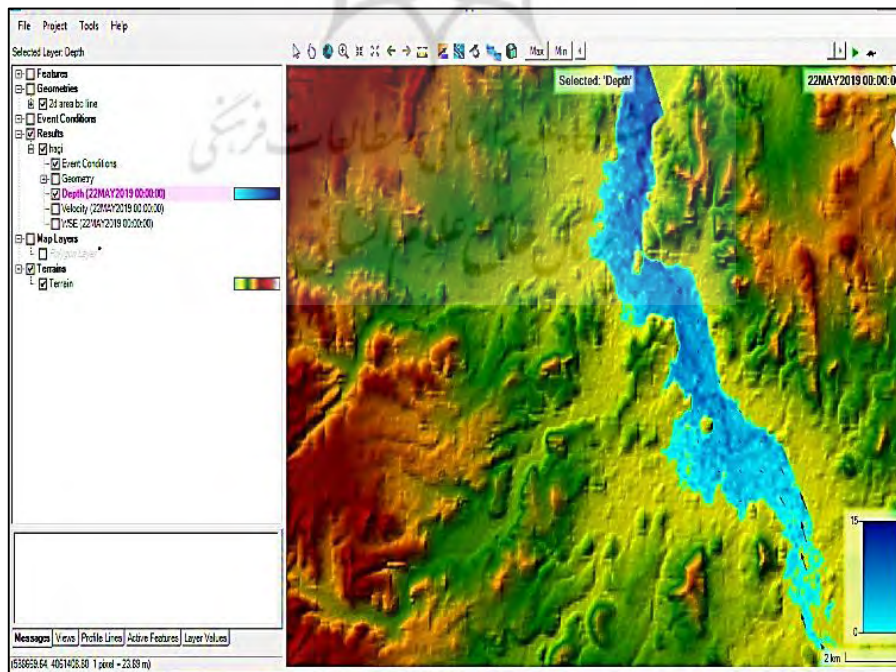 File Project Tools Help
Selected Layer: Depth
Max Min
Features
Geometries
2d area bc line
Event Conditions
Results
Event Conditions
Geometry
Depth (22MAY2019 00:00:00)
Velocity (22MAY2019 00:00:00)
WSE (22MAY2019 00:00:00)
Map Layers
Terrains
Terrain
Selected: 'Depth'
22MAY2019 00:00:0
15
0
2 km
Messages Views Profile Lines Active Features Layer Values
1 pixel = 23.89 m)